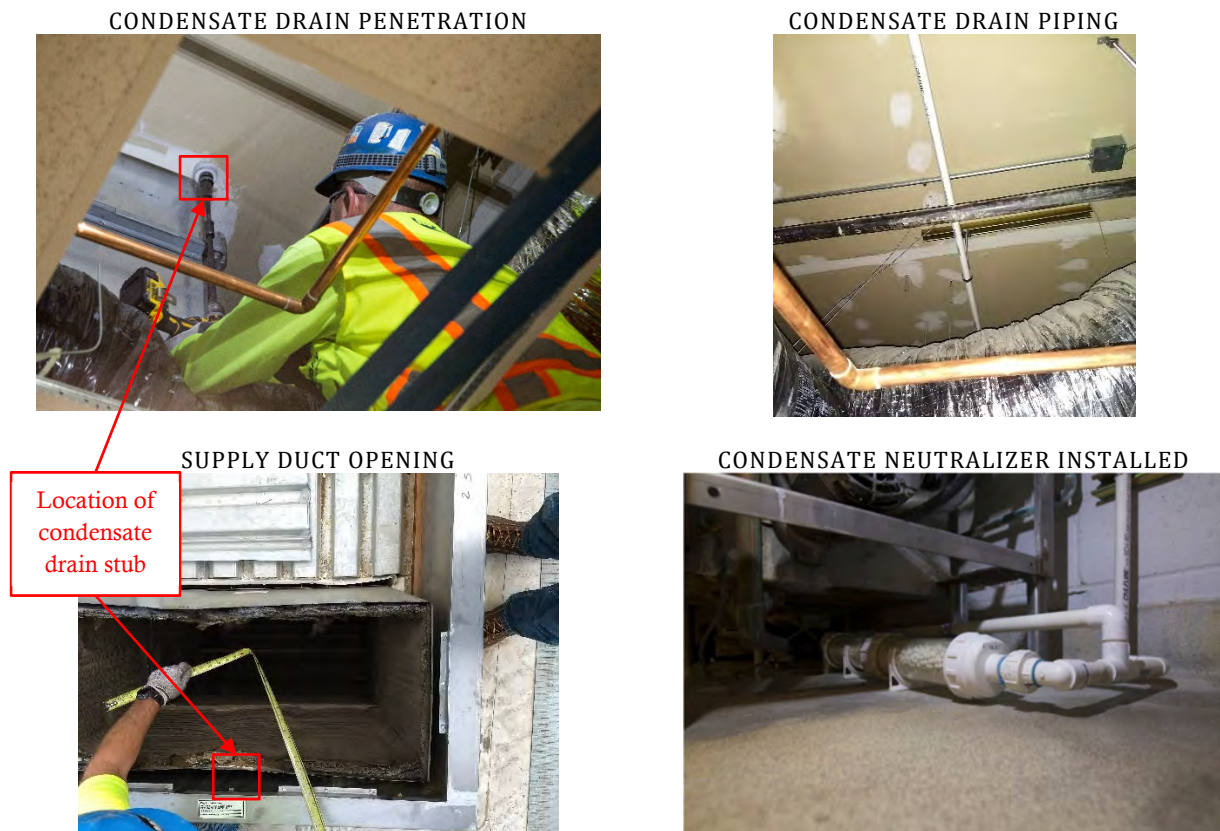 CONDENSATE DRAIN PENETRATION
CONDENSATE DRAIN PIPING
SUPPLY DUCT OPENING
CONDENSATE NEUTRALIZER INSTALLED
Location of
condensate
drain stub